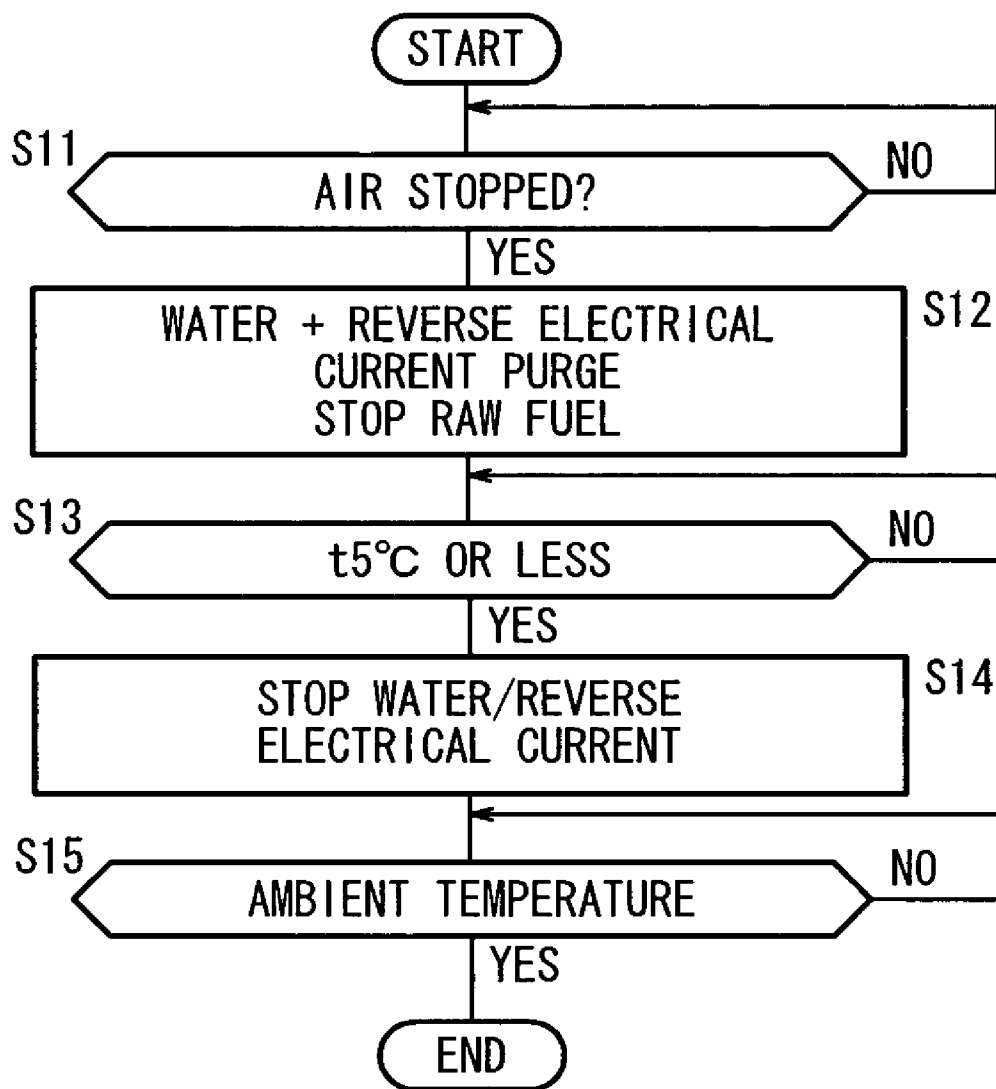 START
S11
AIR STOPPED?
NO
YES
S12
WATER + REVERSE ELECTRICAL
CURRENT PURGE
STOP RAW FUEL
S13
t5°C OR LESS
NO
YES
S14
STOP WATER/REVERSE
ELECTRICAL CURRENT
S15
AMBIENT TEMPERATURE
NO
YES
END